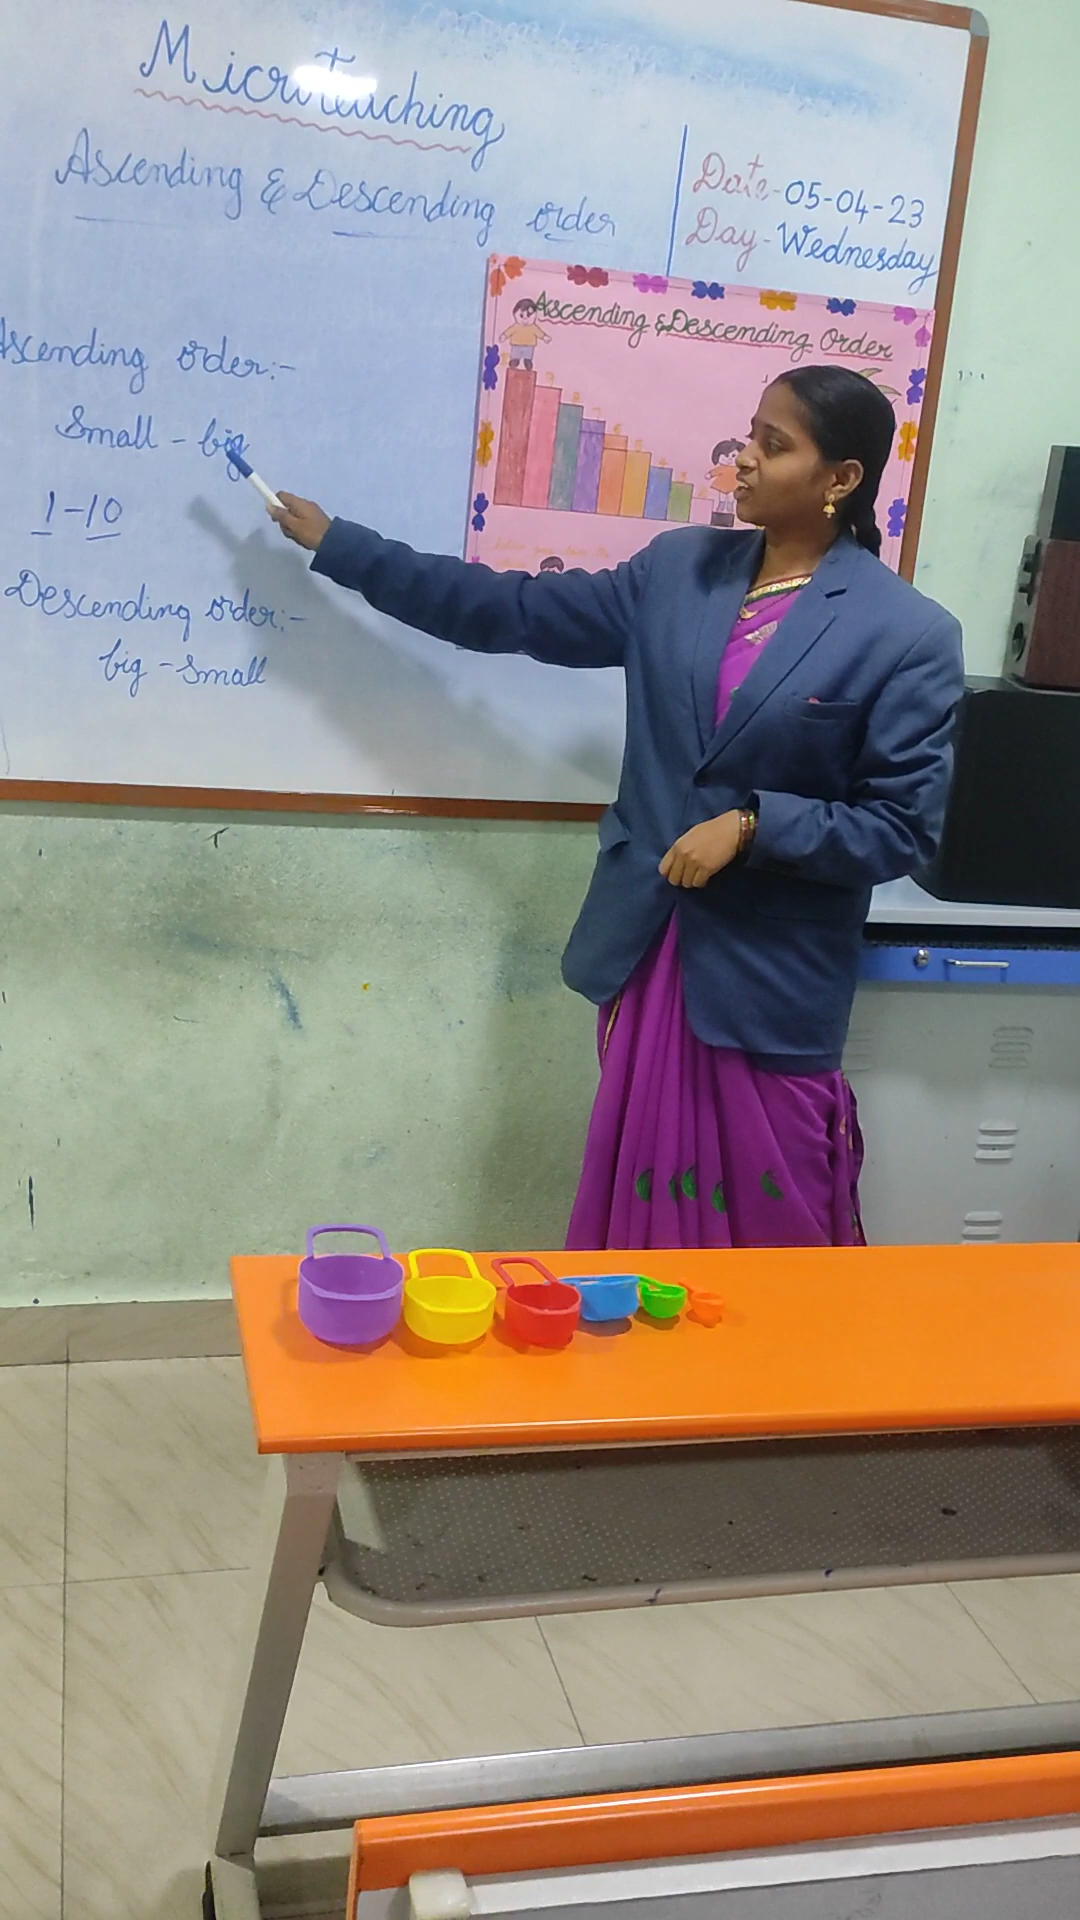 Microteaching
Ascending & Descending order
Date-05-04-23
Day-Wednesday
Ascending & Descending Order
Ascending order:-
Small - big
1-10
Descending order:-
big - small